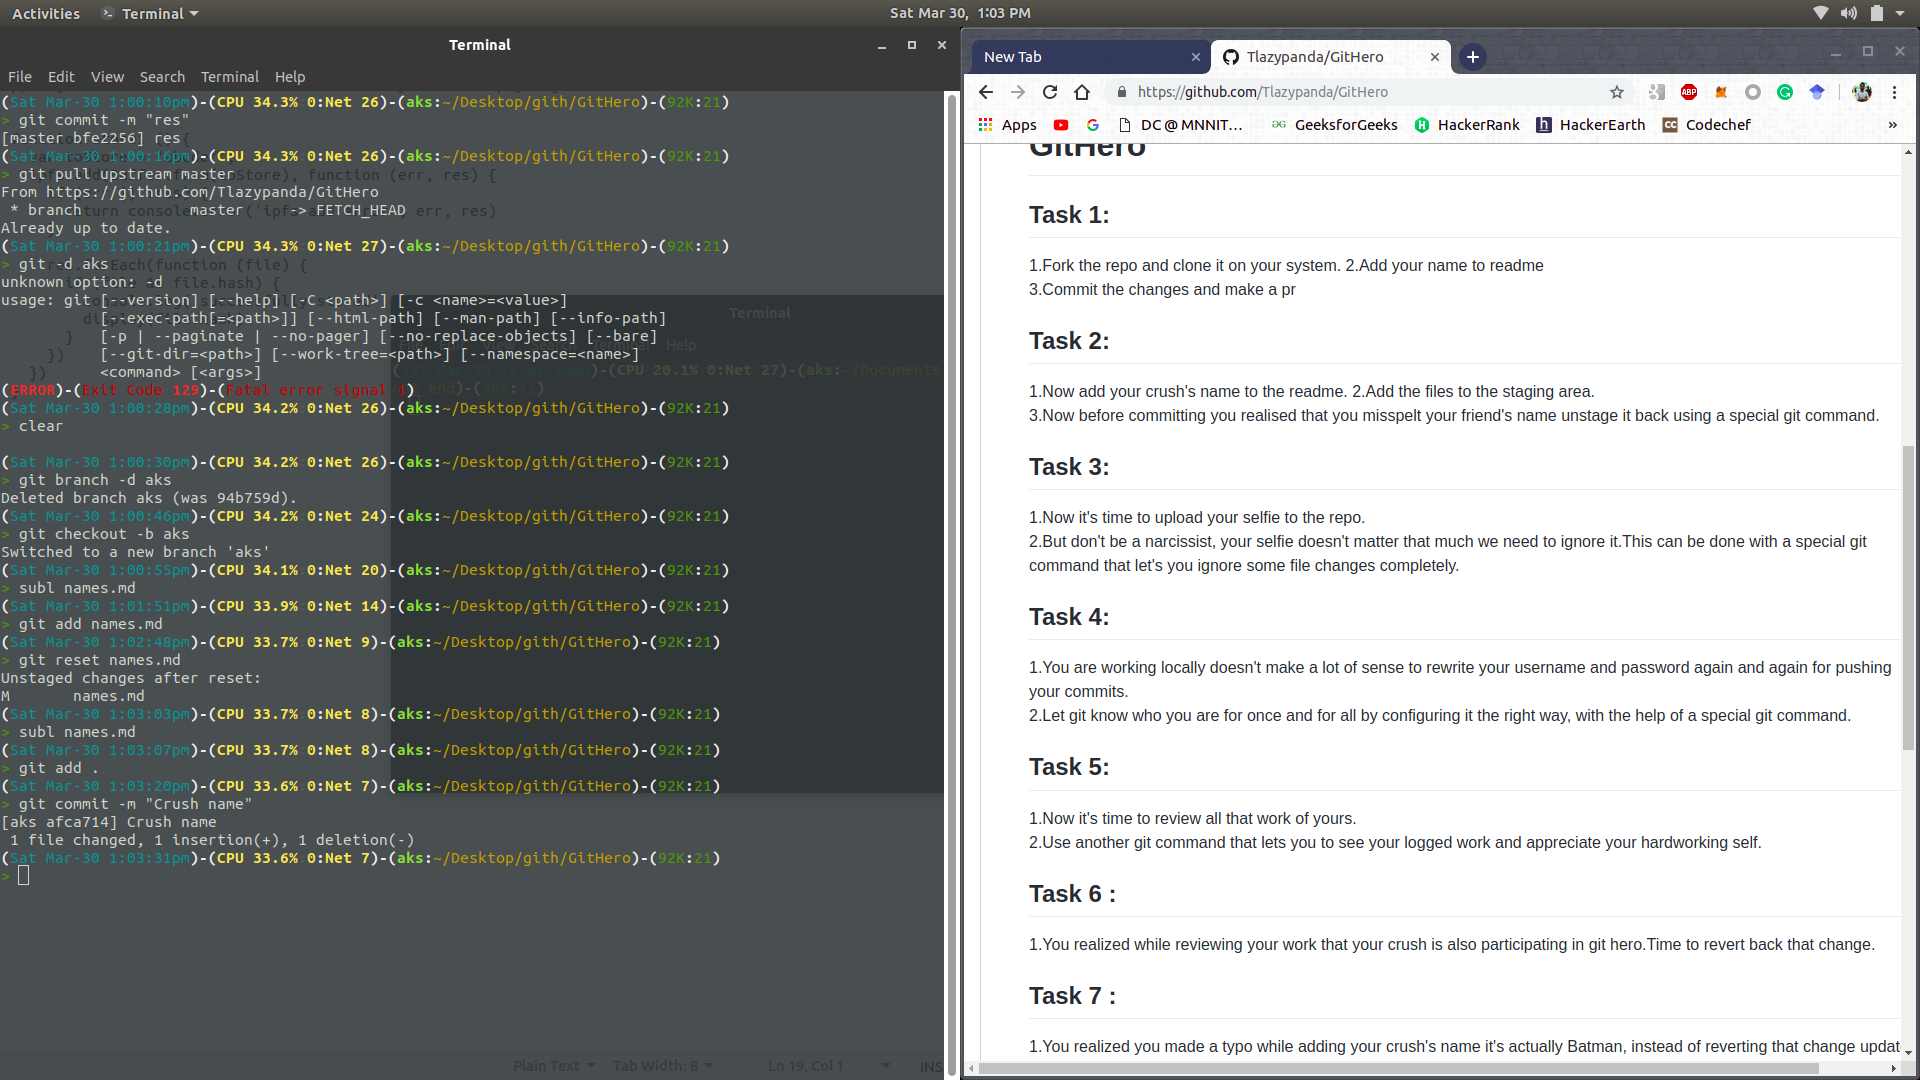 Activities
Terminal
Sat Mar 30, 1:03 PM
Terminal
File Edit View Search Terminal Help
(Sat Mar-30 1:00:10pm)-(CPU 34.3% 0:Net 26)-(aks:~/Desktop/gith/GitHero)-(92K:21)
> git commit -m "res"
[master bfe2256] res
(Sat Mar-30 1:00:16pm)-(CPU 34.3% 0:Net 26)-(aks:~/Desktop/gith/GitHero)-(92K:21)
> git pull upstream master
From https://github.com/Tlazypanda/GitHero
* branch master -> FETCH_HEAD
Already up to date.
(Sat Mar-30 1:00:21pm)-(CPU 34.3% 0:Net 27)-(aks:~/Desktop/gith/GitHero)-(92K:21)
> git -d aks
unknown option: -d
usage: git [--version] [--help] [-C <path>] [-c <name>=<value>]
[--exec-path[=<path>]] [--html-path] [--man-path] [--info-path]
[-p | --paginate | --no-pager] [--no-replace-objects] [--bare]
[--git-dir=<path>] [--work-tree=<path>] [--namespace=<name>]
<command> [<args>]
(ERROR)-(Exit Code 129)-(Fatal error signal 1)
(Sat Mar-30 1:00:28pm)-(CPU 34.2% 0:Net 26)-(aks:~/Desktop/gith/GitHero)-(92K:21)
> clear
(Sat Mar-30 1:00:30pm)-(CPU 34.2% 0:Net 26)-(aks:~/Desktop/gith/GitHero)-(92K:21)
> git branch -d aks
Deleted branch aks (was 94b759d).
(Sat Mar-30 1:00:46pm)-(CPU 34.2% 0:Net 24)-(aks:~/Desktop/gith/GitHero)-(92K:21)
> git checkout -b aks
Switched to a new branch 'aks'
(Sat Mar-30 1:00:55pm)-(CPU 34.1% 0:Net 20)-(aks:~/Desktop/gith/GitHero)-(92K:21)
> subl names.md
(Sat Mar-30 1:01:51pm)-(CPU 33.9% 0:Net 14)-(aks:~/Desktop/gith/GitHero)-(92K:21)
> git add names.md
(Sat Mar-30 1:02:48pm)-(CPU 33.7% 0:Net 9)-(aks:~/Desktop/gith/GitHero)-(92K:21)
> git reset names.md
Unstaged changes after reset:
M names.md
(Sat Mar-30 1:03:03pm)-(CPU 33.7% 0:Net 8)-(aks:~/Desktop/gith/GitHero)-(92K:21)
> subl names.md
(Sat Mar-30 1:03:07pm)-(CPU 33.7% 0:Net 8)-(aks:~/Desktop/gith/GitHero)-(92K:21)
> git add .
(Sat Mar-30 1:03:20pm)-(CPU 33.6% 0:Net 7)-(aks:~/Desktop/gith/GitHero)-(92K:21)
> git commit -m "Crush name"
[aks afca714] Crush name
1 file changed, 1 insertion(+), 1 deletion(-)
(Sat Mar-30 1:03:31pm)-(CPU 33.6% 0:Net 7)-(aks:~/Desktop/gith/GitHero)-(92K:21)
>
Plain Text Tab Width: 8 Ln 19, Col 1 INS
New Tab
Tlazypanda/GitHero
https://github.com/Tlazypanda/GitHero
ABP
Apps DC @ MNNIT... GeeksforGeeks HackerRank HackerEarth Codechef »
GitHero
Task 1:
1.Fork the repo and clone it on your system. 2.Add your name to readme
3.Commit the changes and make a pr
Task 2:
1.Now add your crush's name to the readme. 2.Add the files to the staging area.
3.Now before committing you realised that you misspelt your friend's name unstage it back using a special git command.
Task 3:
1.Now it's time to upload your selfie to the repo.
2.But don't be a narcissist, your selfie doesn't matter that much we need to ignore it.This can be done with a special git
command that let's you ignore some file changes completely.
Task 4:
1.You are working locally doesn't make a lot of sense to rewrite your username and password again and again for pushing
your commits.
2.Let git know who you are for once and for all by configuring it the right way, with the help of a special git command.
Task 5:
1.Now it's time to review all that work of yours.
2.Use another git command that lets you to see your logged work and appreciate your hardworking self.
Task 6 :
1.You realized while reviewing your work that your crush is also participating in git hero.Time to revert back that change.
Task 7 :
1.You realized you made a typo while adding your crush's name it's actually Batman, instead of reverting that change updat